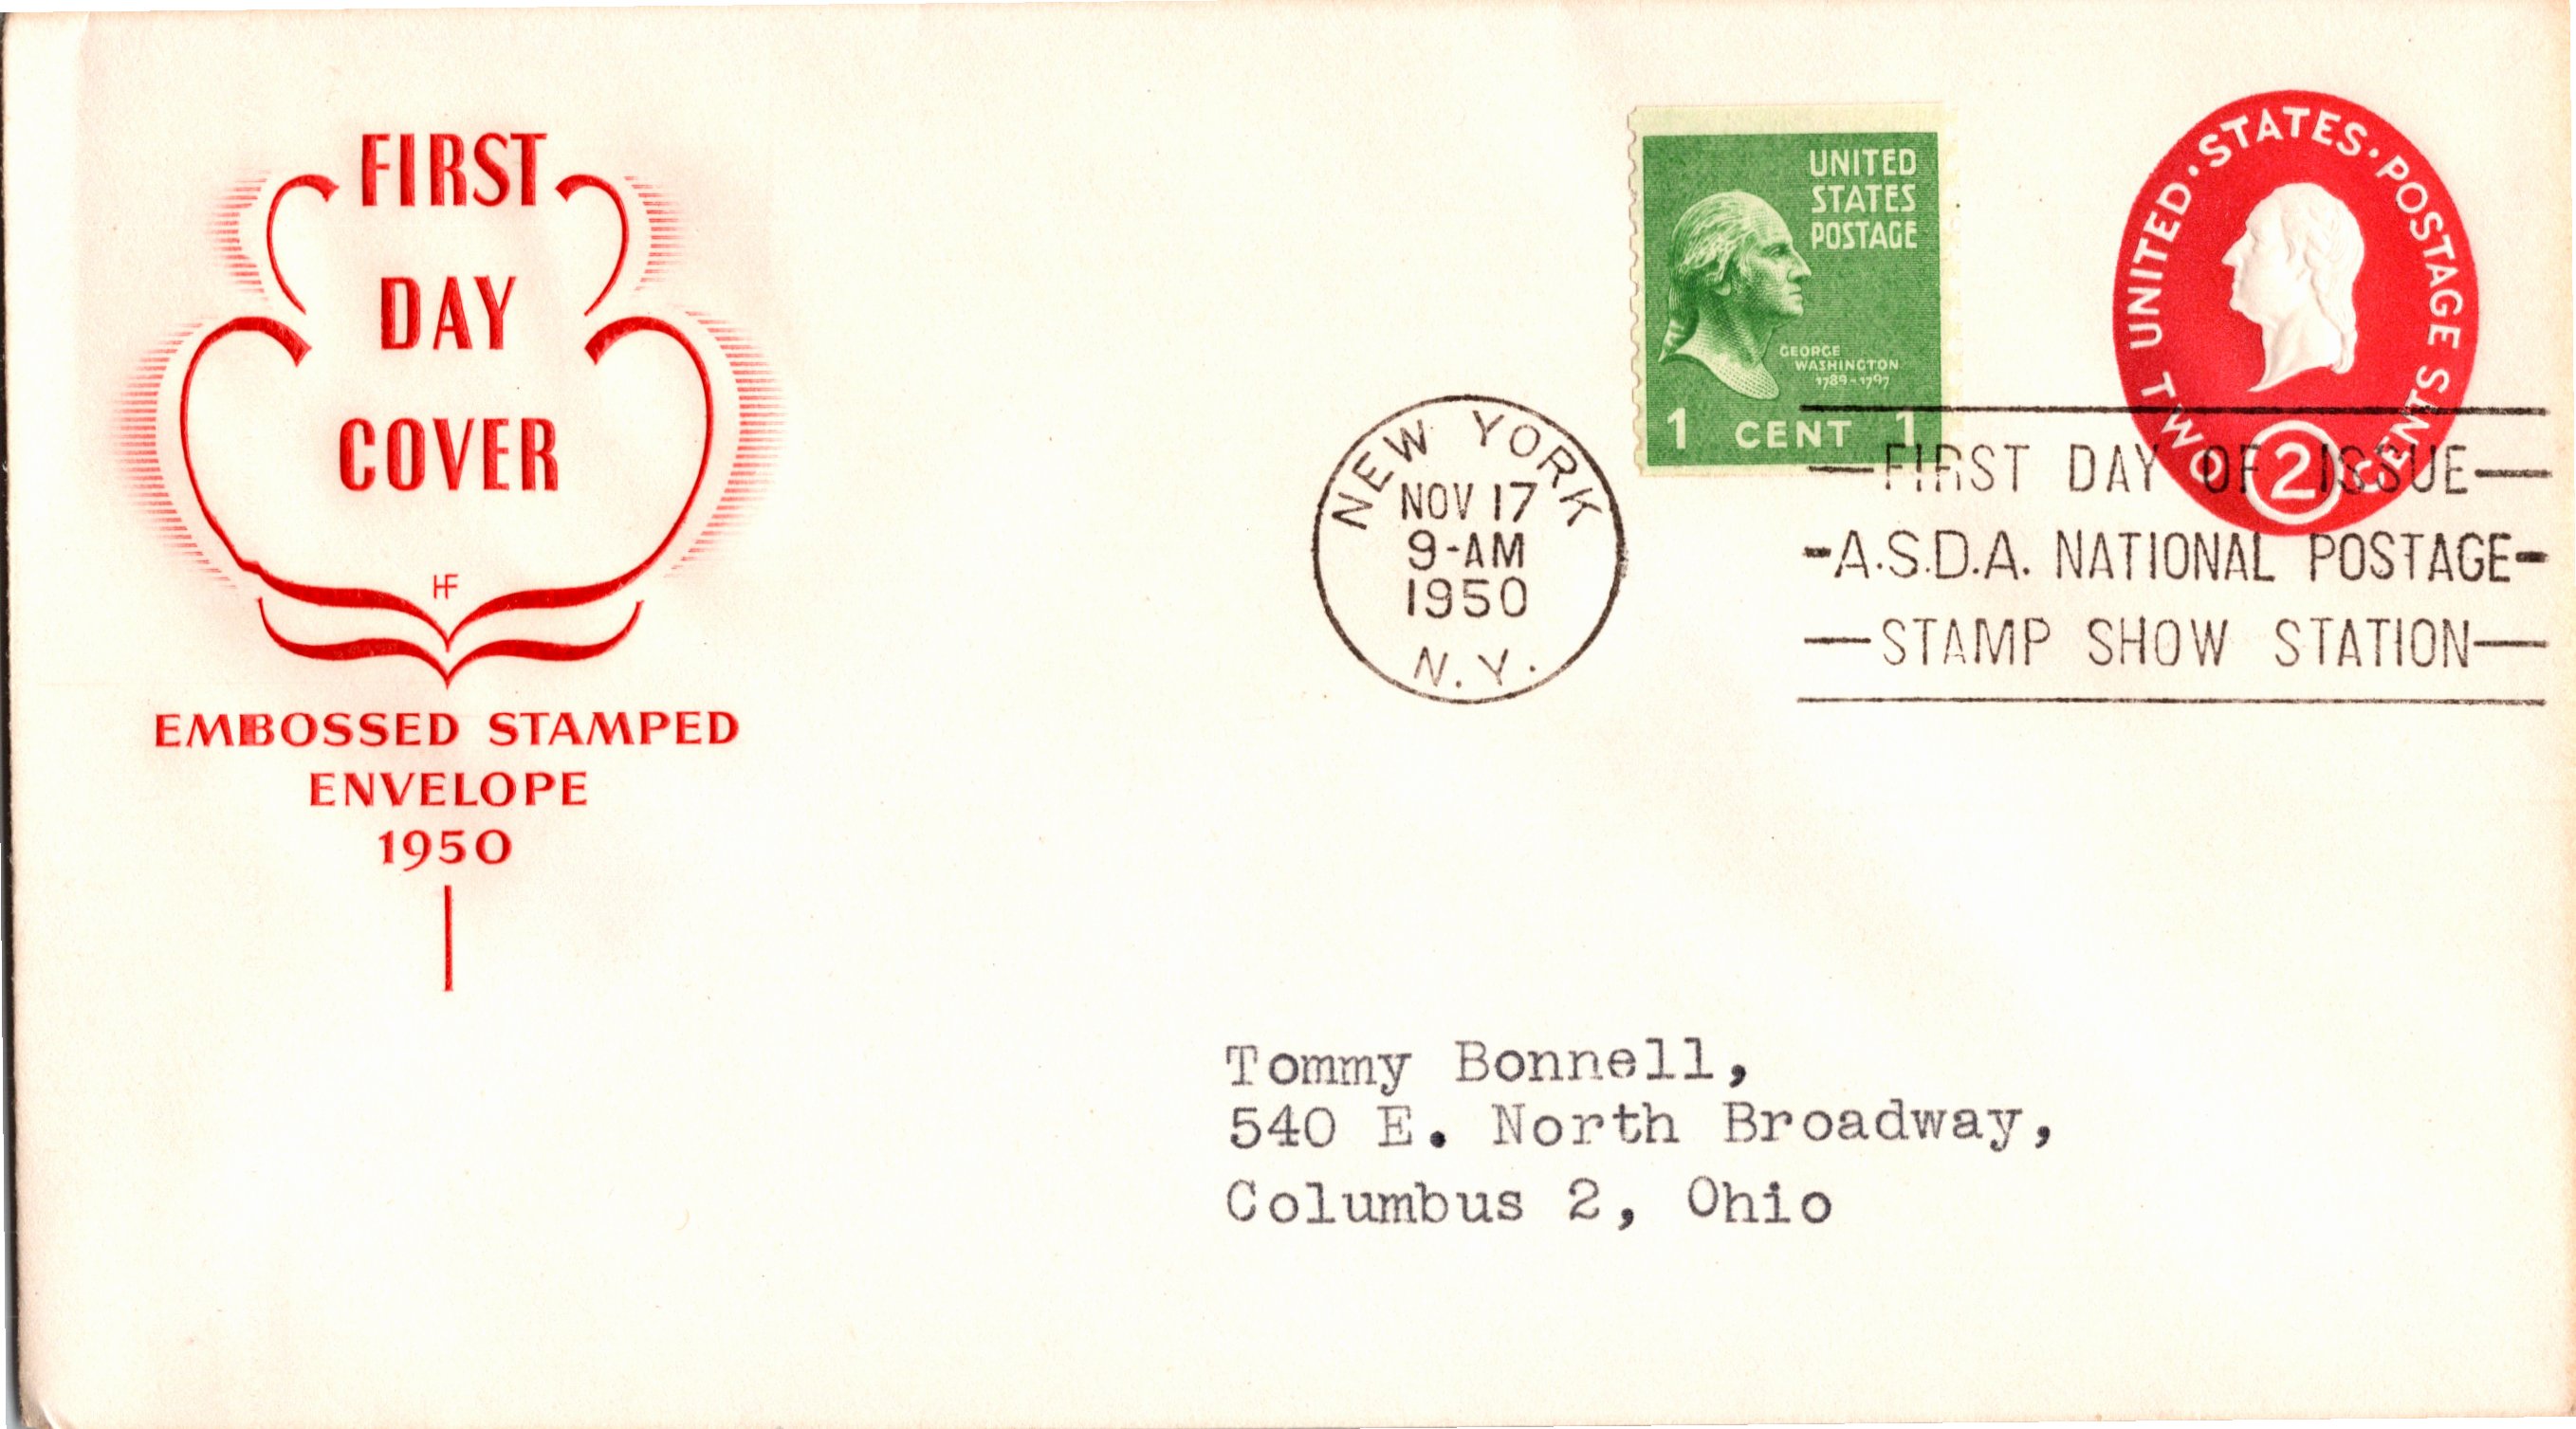 FIRST
DAY
COVER
HF
EMBOSSED STAMPED
ENVELOPE
1950
UNITED
STATES
POSTAGE
GEORGE
WASHINGTON
1789-1797
1 CENT 1
UNITED·STATES·POSTAGE
TWO 2 CENTS
NEW YORK
NOV 17
9-AM
1950
N.Y.
—FIRST DAY OF ISSUE—
-A.S.D.A. NATIONAL POSTAGE-
—STAMP SHOW STATION—
Tommy Bonnell,
540 E. North Broadway,
Columbus 2, Ohio